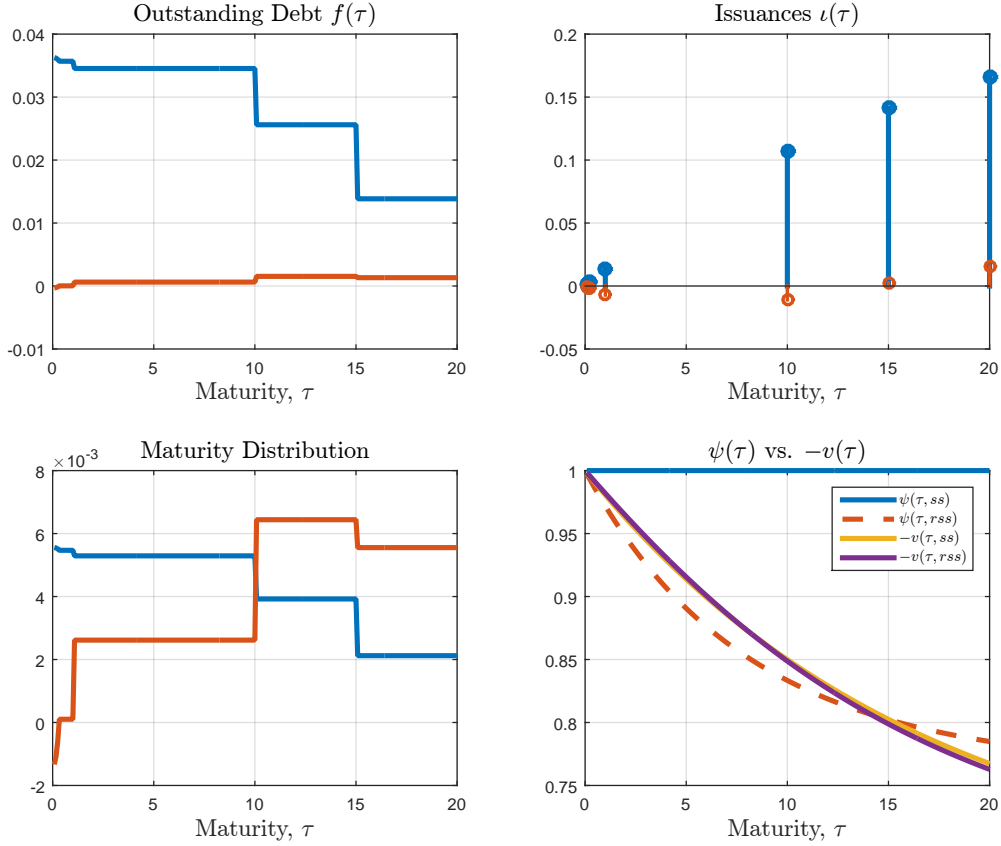 Outstanding Debt f(τ)
0.04
0.03
0.02
0.01
0
-0.01
0 5 10 15 20
Maturity, τ
Issuances ι(τ)
0.2
0.15
0.1
0.05
0
-0.05
0 5 10 15 20
Maturity, τ
Maturity Distribution
×10⁻³
8
6
4
2
0
-2
0 5 10 15 20
Maturity, τ
ψ(τ) vs. −v(τ)
1
0.95
0.9
0.85
0.8
0.75
0 5 10 15 20
Maturity, τ
ψ(τ, ss)
ψ(τ, rss)
−v(τ, ss)
−v(τ, rss)